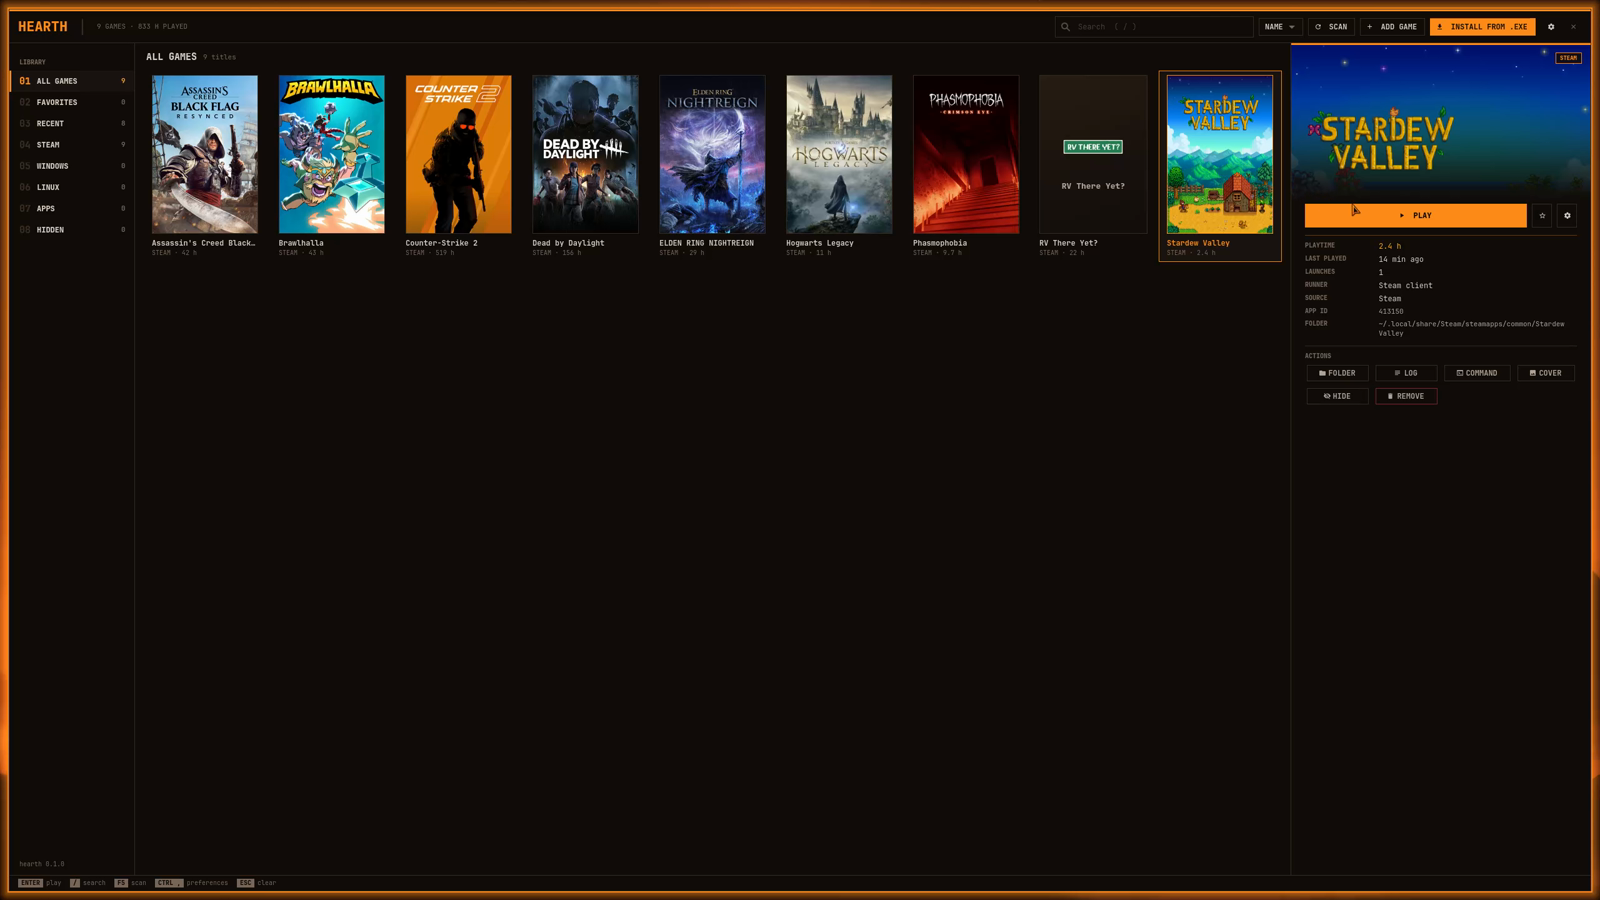 HEARTH
9 GAMES · 833 H PLAYED
Search ( / )
NAME
SCAN
+ ADD GAME
INSTALL FROM .EXE
LIBRARY
01 ALL GAMES 9
02 FAVORITES 0
03 RECENT 8
04 STEAM 9
05 WINDOWS 0
06 LINUX 0
07 APPS 0
08 HIDDEN 0
ALL GAMES 9 titles
ASSASSIN'S
CREED
BLACK FLAG
RESYNCED
Assassin's Creed Black…
STEAM · 42 h
BRAWLHALLA
Brawlhalla
STEAM · 43 h
COUNTER
STRIKE 2
Counter-Strike 2
STEAM · 519 h
DEAD BY
DAYLIGHT
Dead by Daylight
STEAM · 156 h
ELDEN RING
NIGHTREIGN
ELDEN RING NIGHTREIGN
STEAM · 29 h
HOGWARTS
LEGACY
Hogwarts Legacy
STEAM · 11 h
PHASMOPHOBIA
· CRIMSON EYE ·
Phasmophobia
STEAM · 9.7 h
RV THERE YET?
RV There Yet?
RV There Yet?
STEAM · 22 h
STARDEW
VALLEY
Stardew Valley
STEAM · 2.4 h
STEAM
STARDEW
VALLEY
PLAY
PLAYTIME 2.4 h
LAST PLAYED 14 min ago
LAUNCHES 1
RUNNER Steam client
SOURCE Steam
APP ID 413150
FOLDER ~/.local/share/Steam/steamapps/common/Stardew
Valley
ACTIONS
FOLDER
LOG
COMMAND
COVER
HIDE
REMOVE
hearth 0.1.0
ENTER play / search F5 scan CTRL , preferences ESC clear